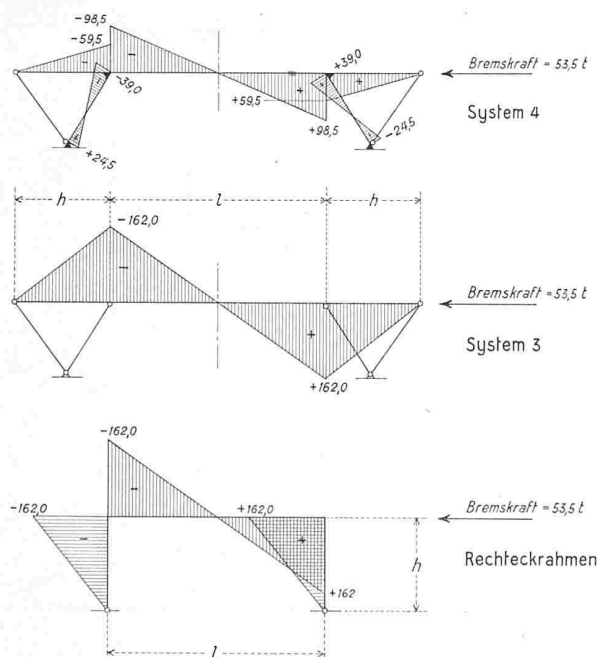 -98,5
-59,5
-39,0
+24,5
+39,0
+59,5
+98,5
-24,5
Bremskraft = 53,5 t
System 4
h
l
h
-162,0
+162,0
Bremskraft = 53,5 t
System 3
-162,0
-162,0
+162,0
+162
Bremskraft = 53,5 t
h
Rechteckrahmen
l